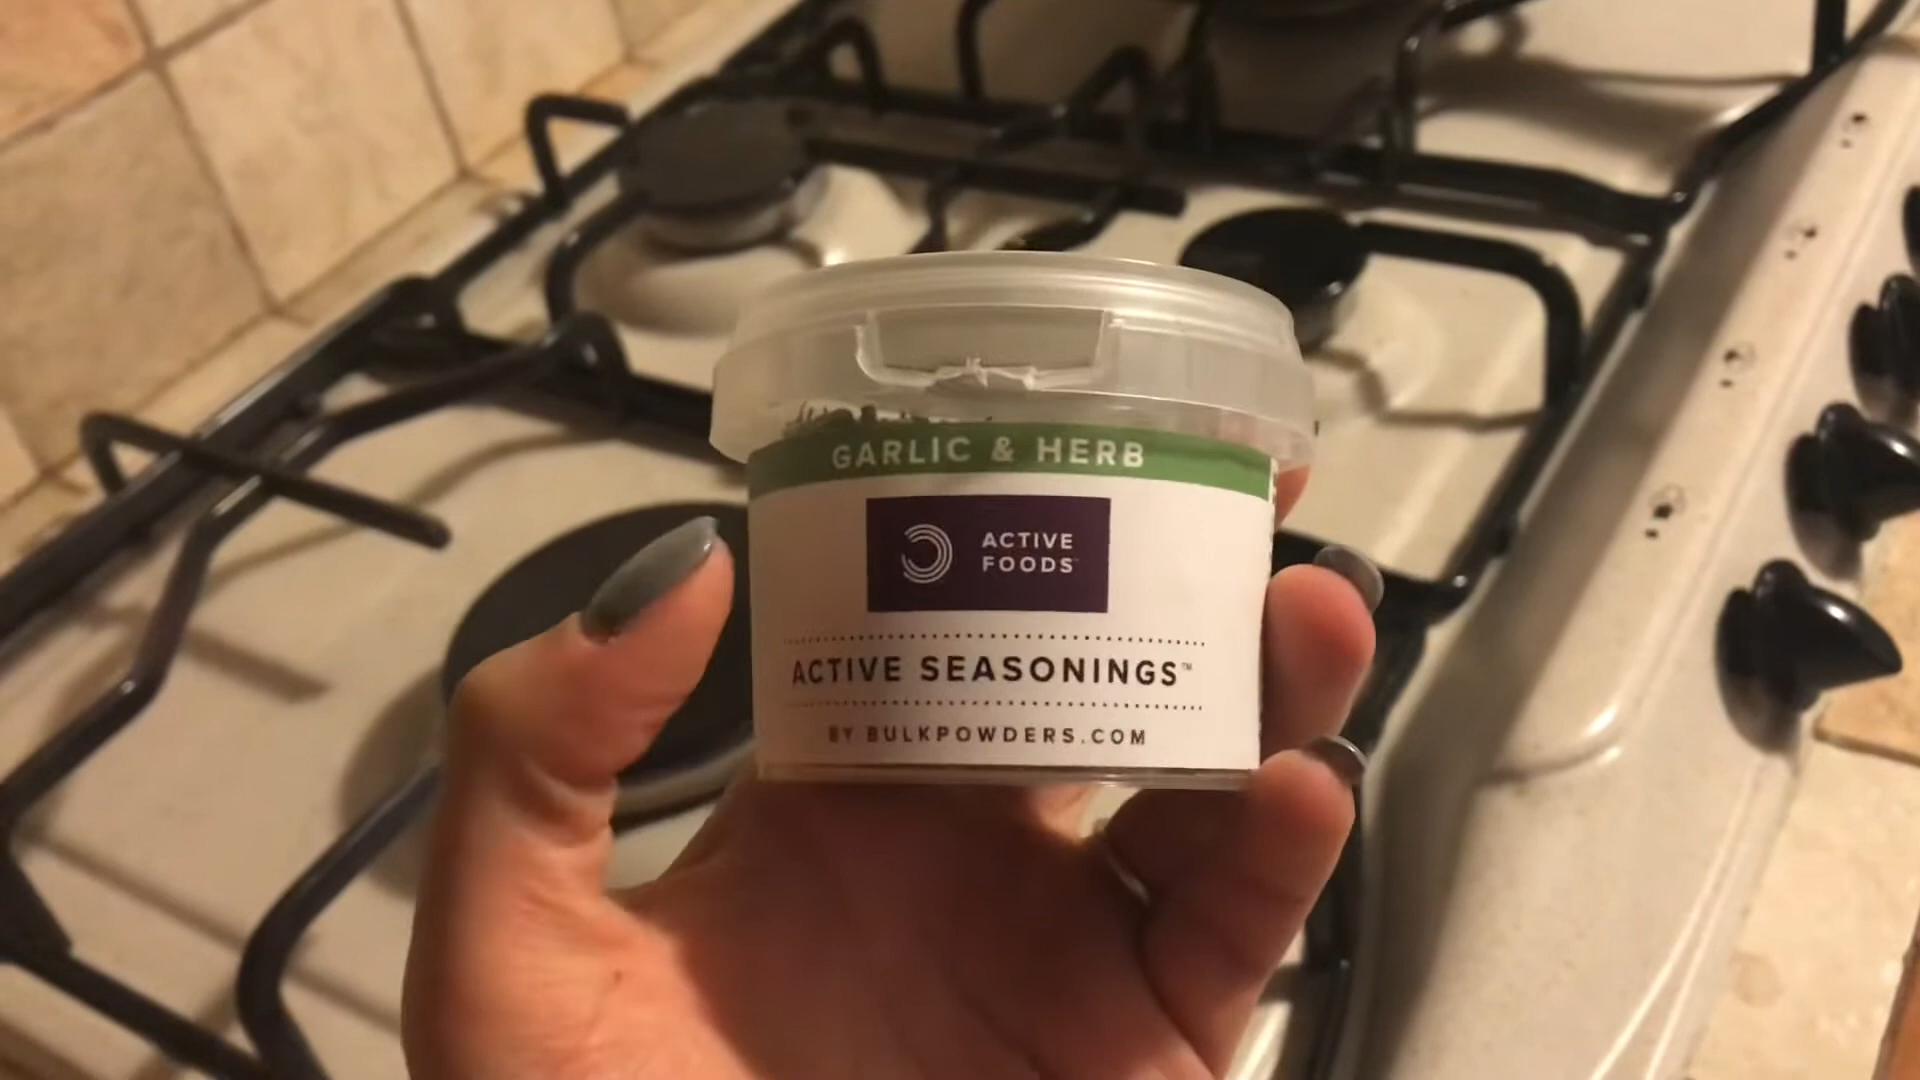 GARLIC & HERB
ACTIVE
FOODS
ACTIVE SEASONINGS™
BY BULKPOWDERS.COM